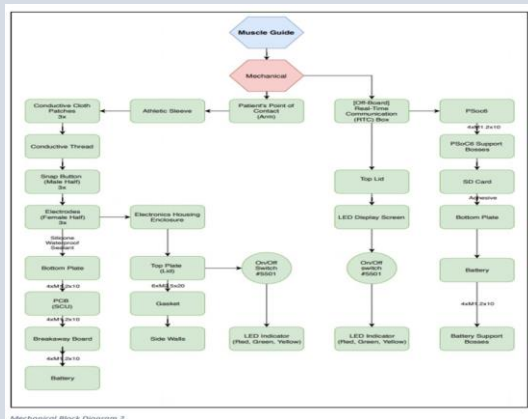 Muscle Guide
Mechanical
Conductive Cloth
Patches
3x
Athletic Sleeve
Patient's Point of
Contact
(Arm)
[Off-Board]
Real-Time
Communication
(RTC) Box
PSoc6
4xM1.2x10
Conductive Thread
PSoC6 Support
Bosses
Snap Button
(Male Half)
3x
Top List
SD Card
Adhesive
Electrodes
(Female Half)
3x
Electronics Housing
Enclosure
LED Display Screen
Bottom Plate
Silicone
Waterproof
Sealant
Bottom Plate
Top Plate
(Lid)
On/Off
Switch
#5501
On/Off
switch
#5501
Battery
4xM1.2x10
6xM2.5x20
PCB
(SCU)
Gasket
4xM1.2x10
4xM1.2x10
Breakaway Board
Side Walls
LED Indicator
(Red, Green, Yellow)
LED Indicator
(Red, Green, Yellow)
Battery Support
Bosses
4xM1.2x10
Battery
Mechanical Block Diagram 2